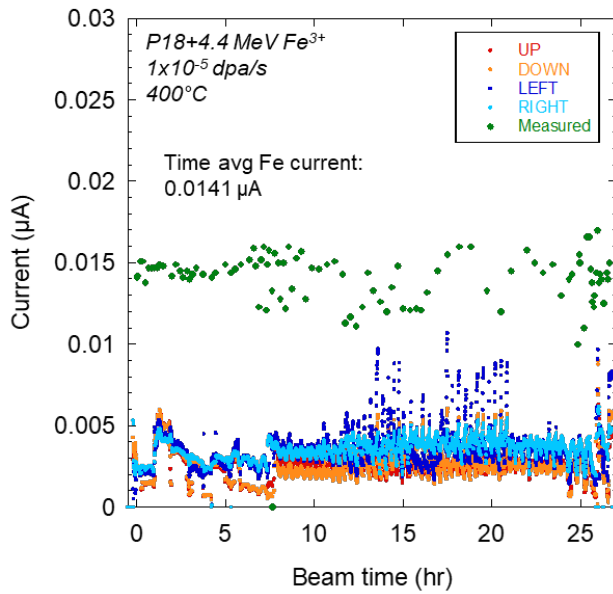 0.03
0.025
0.02
0.015
0.01
0.005
0
Current (µA)
P18+4.4 MeV Fe³⁺
1x10⁻⁵ dpa/s
400°C
Time avg Fe current:
0.0141 µA
UP
DOWN
LEFT
RIGHT
Measured
0 5 10 15 20 25
Beam time (hr)